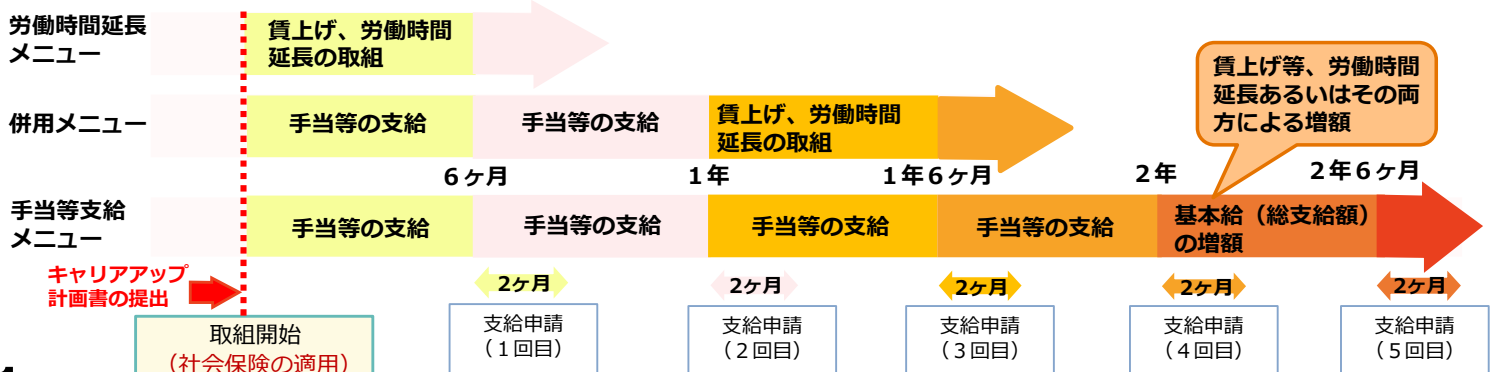 労働時間延長
メニュー
賃上げ、労働時間
延長の取組
併用メニュー
手当等の支給
手当等の支給
賃上げ、労働時間
延長の取組
賃上げ等、労働時間
延長あるいはその両
方による増額
6ヶ月
1年
1年6ヶ月
2年
2年6ヶ月
手当等支給
メニュー
手当等の支給
手当等の支給
手当等の支給
手当等の支給
基本給（総支給額）
の増額
キャリアアップ
計画書の提出
2ヶ月
2ヶ月
2ヶ月
2ヶ月
2ヶ月
取組開始
（社会保険の適用）
支給申請
（1回目）
支給申請
（2回目）
支給申請
（3回目）
支給申請
（4回目）
支給申請
（5回目）